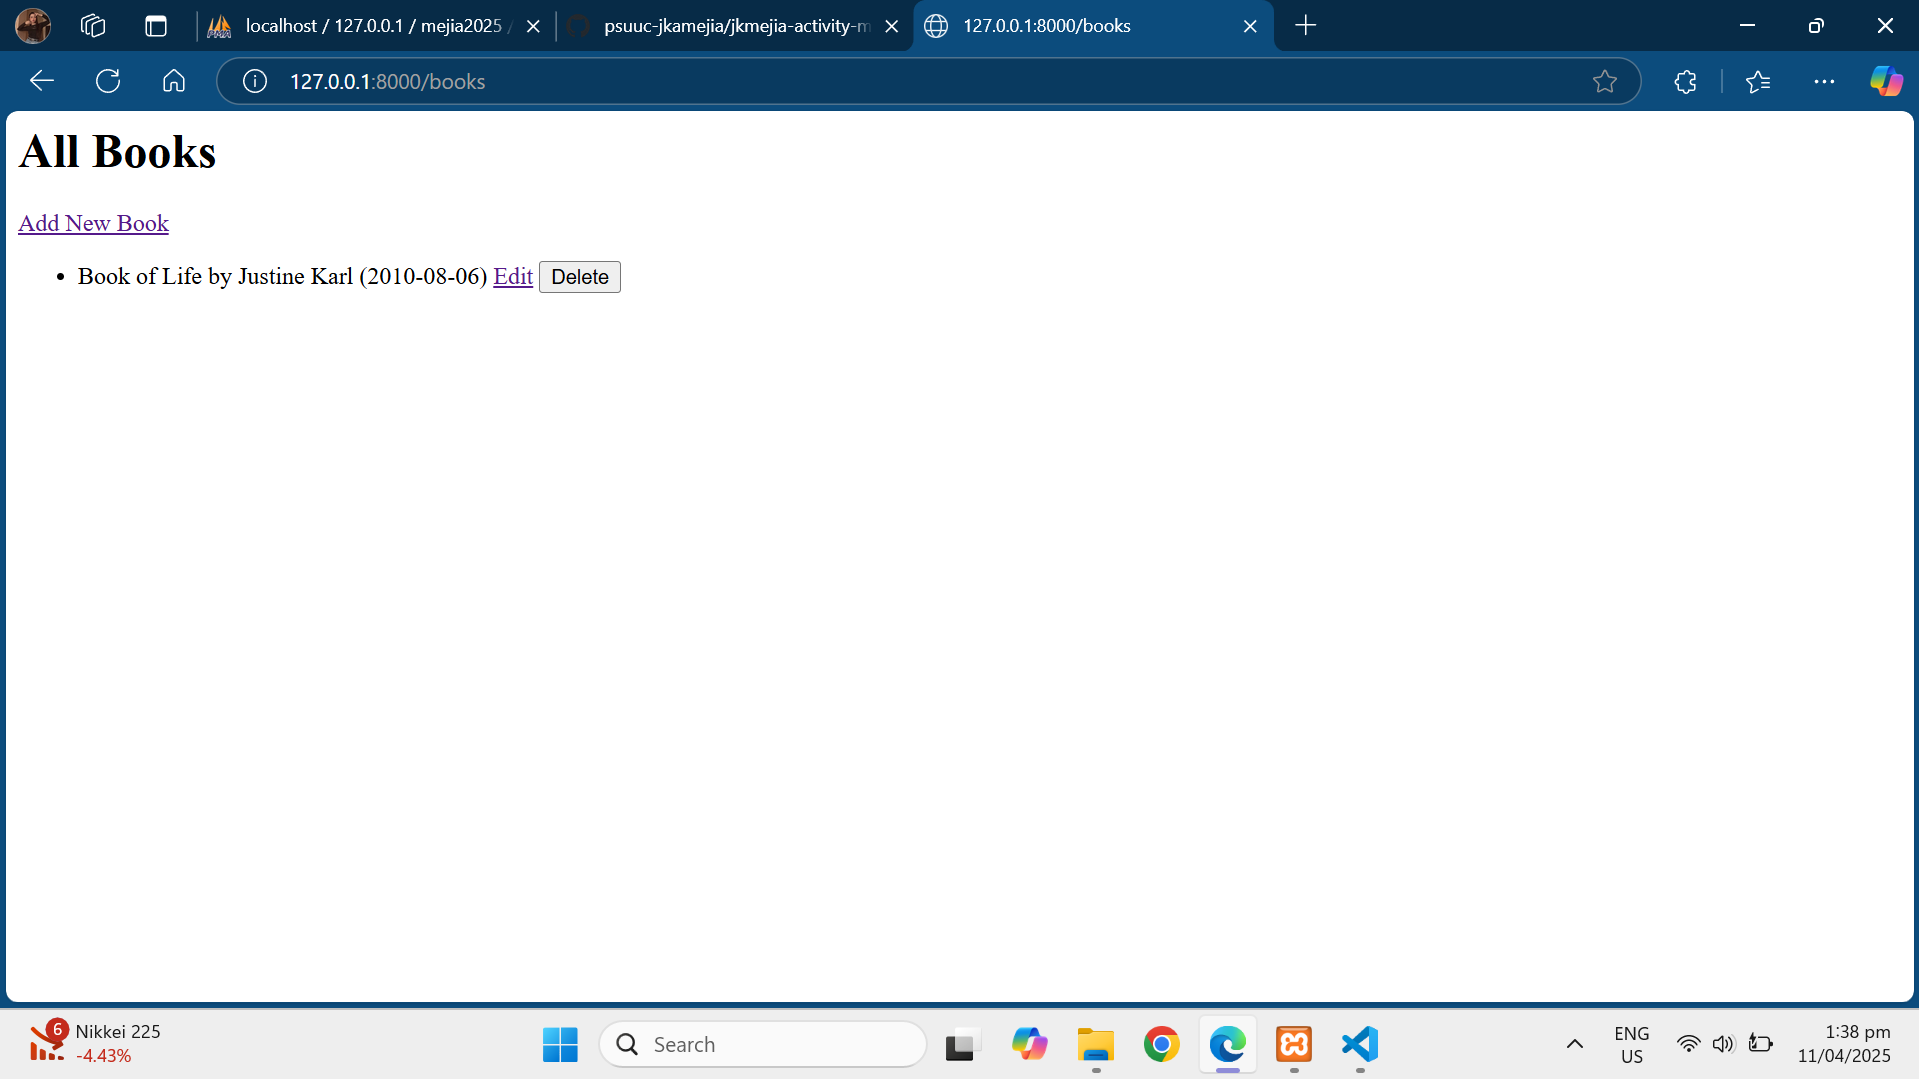 localhost / 127.0.0.1 / mejia2025 /
psuuc-jkamejia/jkmejia-activity-m
127.0.0.1:8000/books
127.0.0.1:8000/books
All Books
Add New Book
• Book of Life by Justine Karl (2010-08-06) Edit Delete
6
Nikkei 225
-4.43%
Search
ENG
US
1:38 pm
11/04/2025